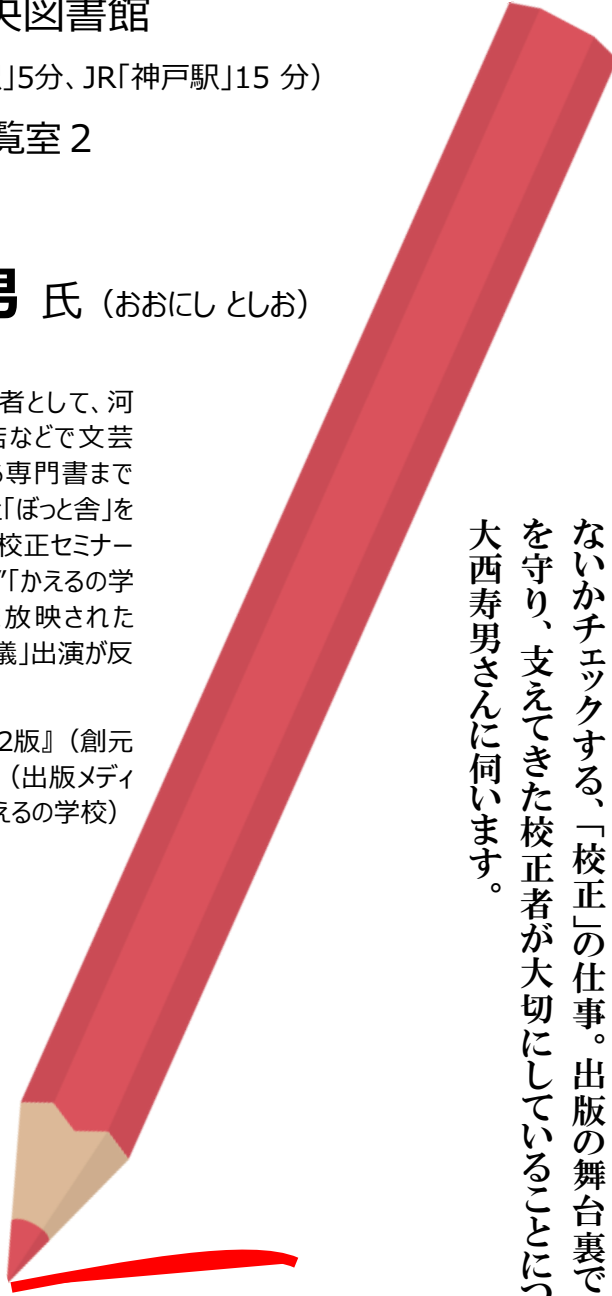 央図書館
」5分、JR「神戸駅」15 分）
覧室２
男 氏（おおにし としお）
者として、河
店などで文芸
ら専門書まで
「ぼっと舎」を
校正セミナー
「かえるの学
放映された
義」出演が反
2版』（創元
（出版メディ
えるの学校）
ないかチェックする、「校正」の仕事。出版の舞台裏で
を守り、支えてきた校正者が大切にしていることにつ
大西寿男さんに伺います。